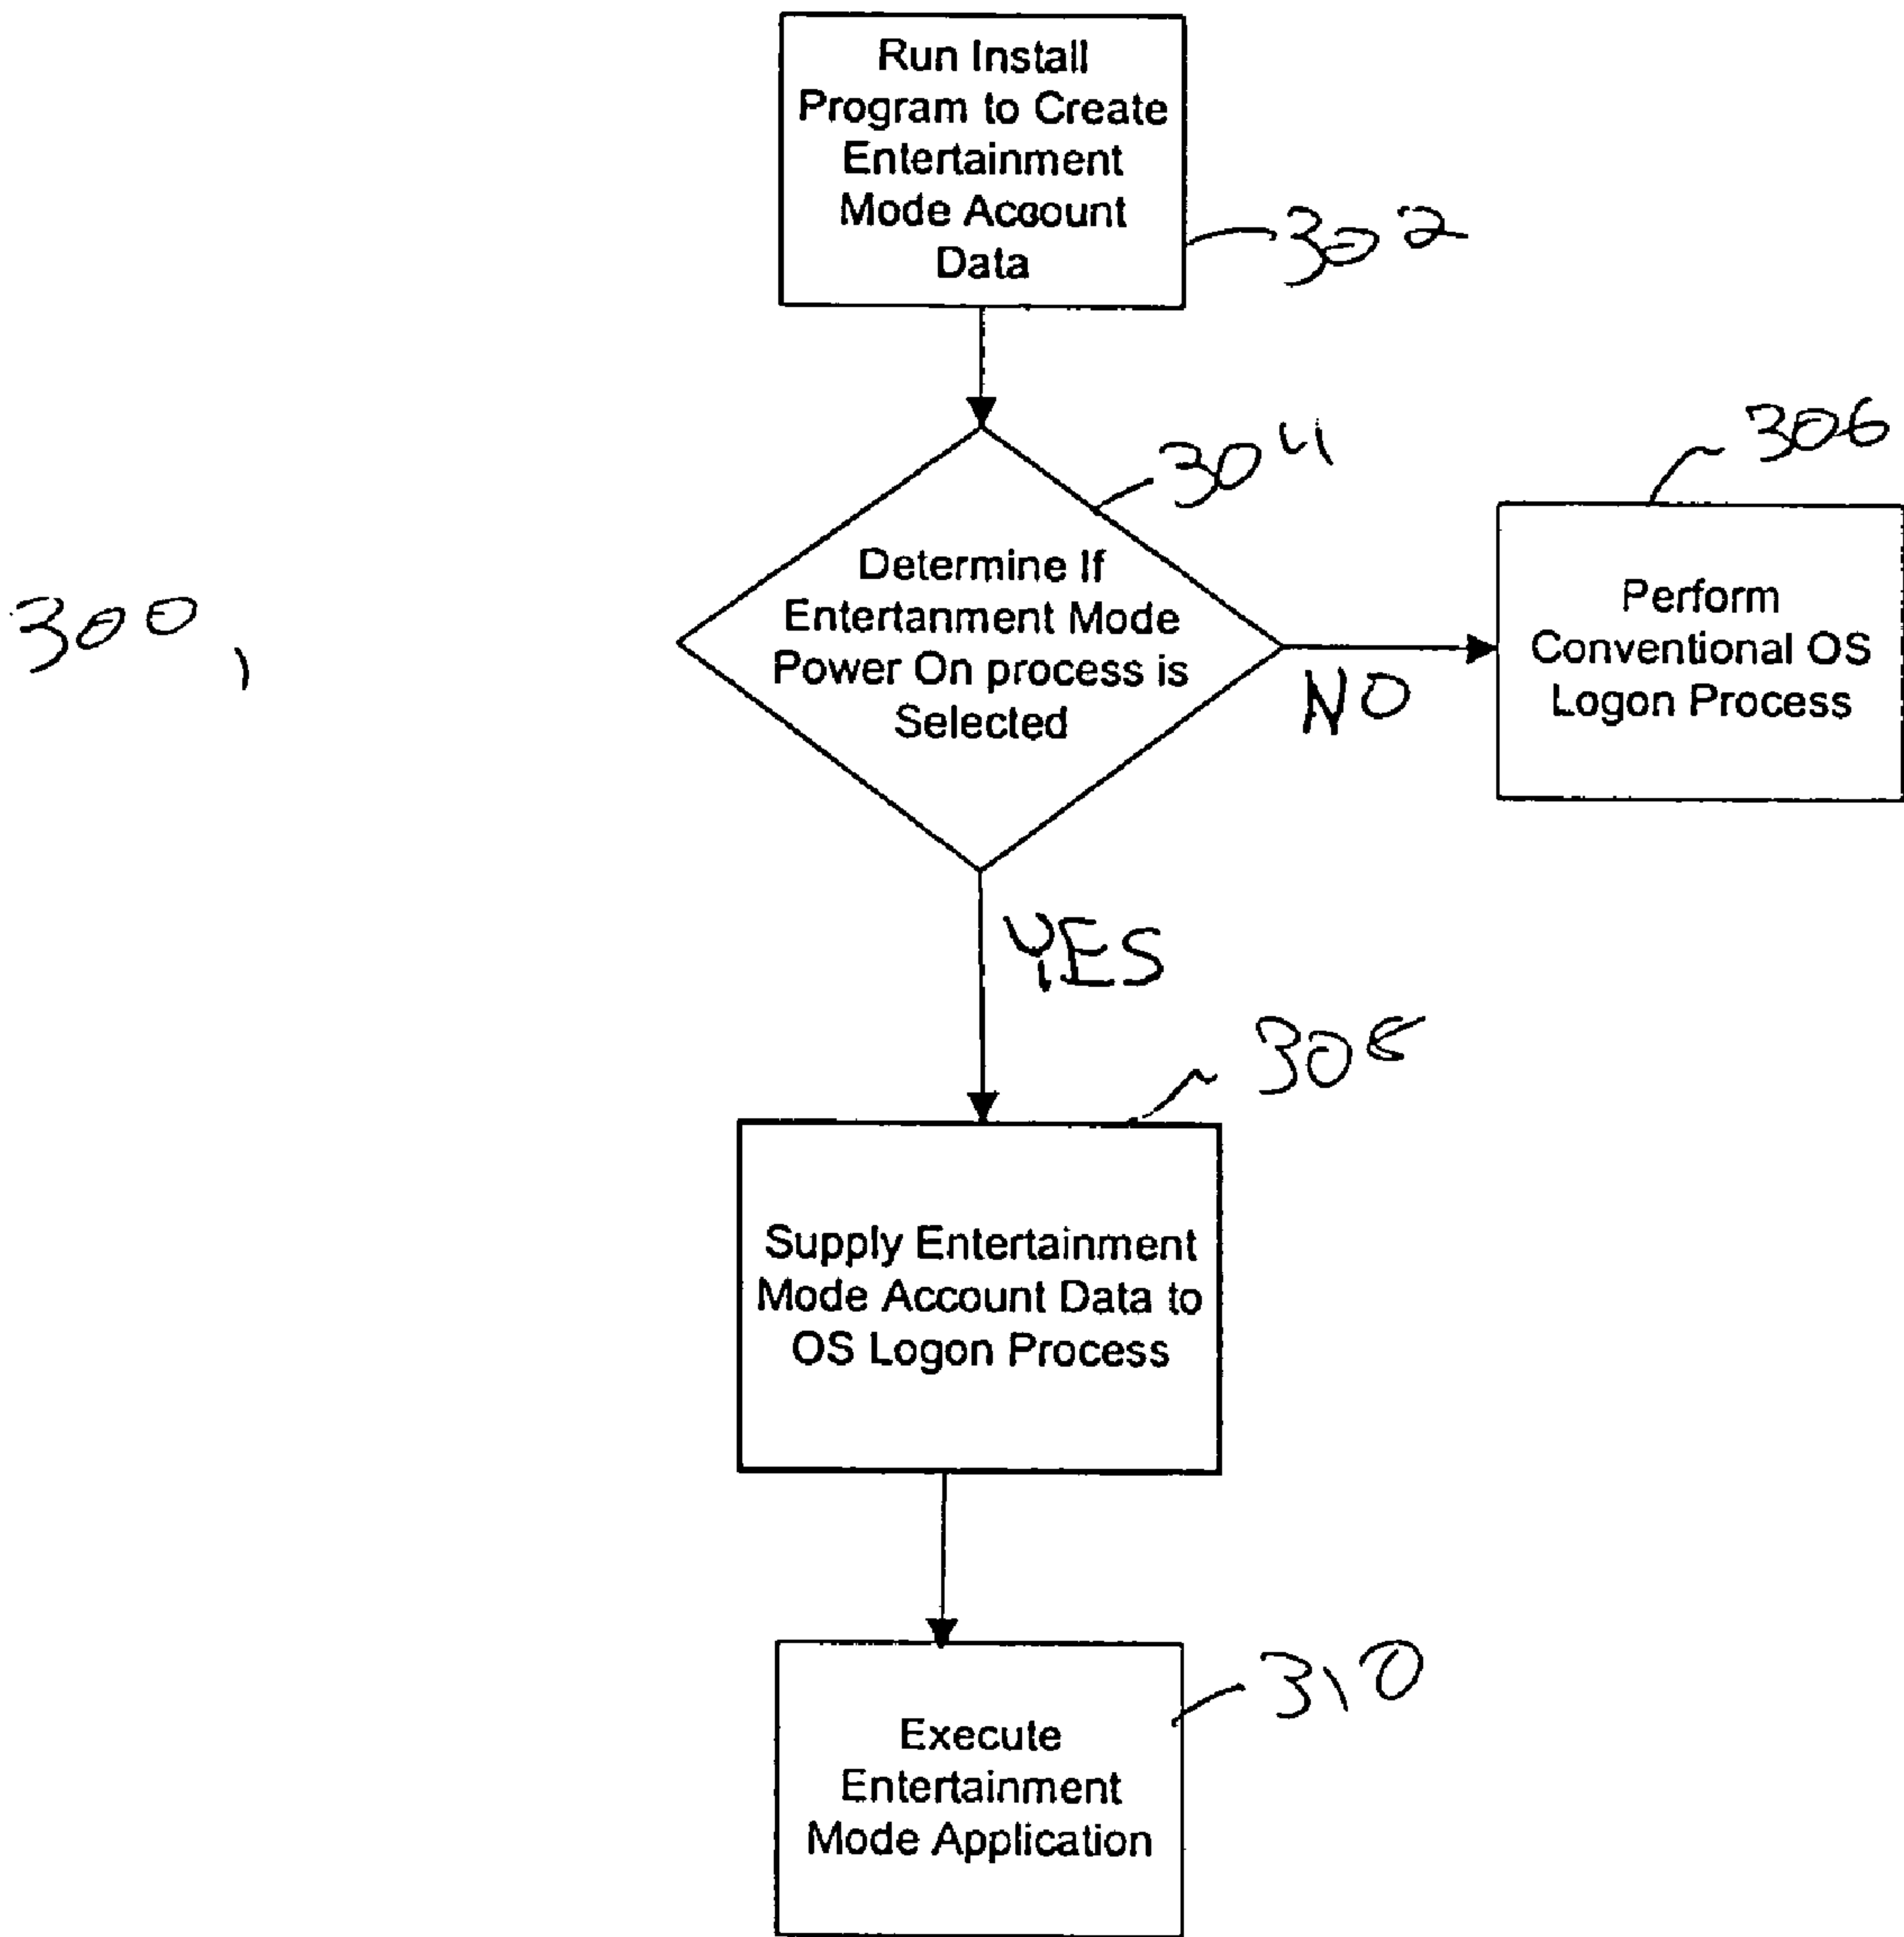 Run Install
Program to Create
Entertainment
Mode Account
Data
302
304
306
Determine If
Entertanment Mode
Power On process is
Selected
Perform
Conventional OS
Logon Process
300
NO
YES
308
Supply Entertainment
Mode Account Data to
OS Logon Process
310
Execute
Entertainment
Mode Application